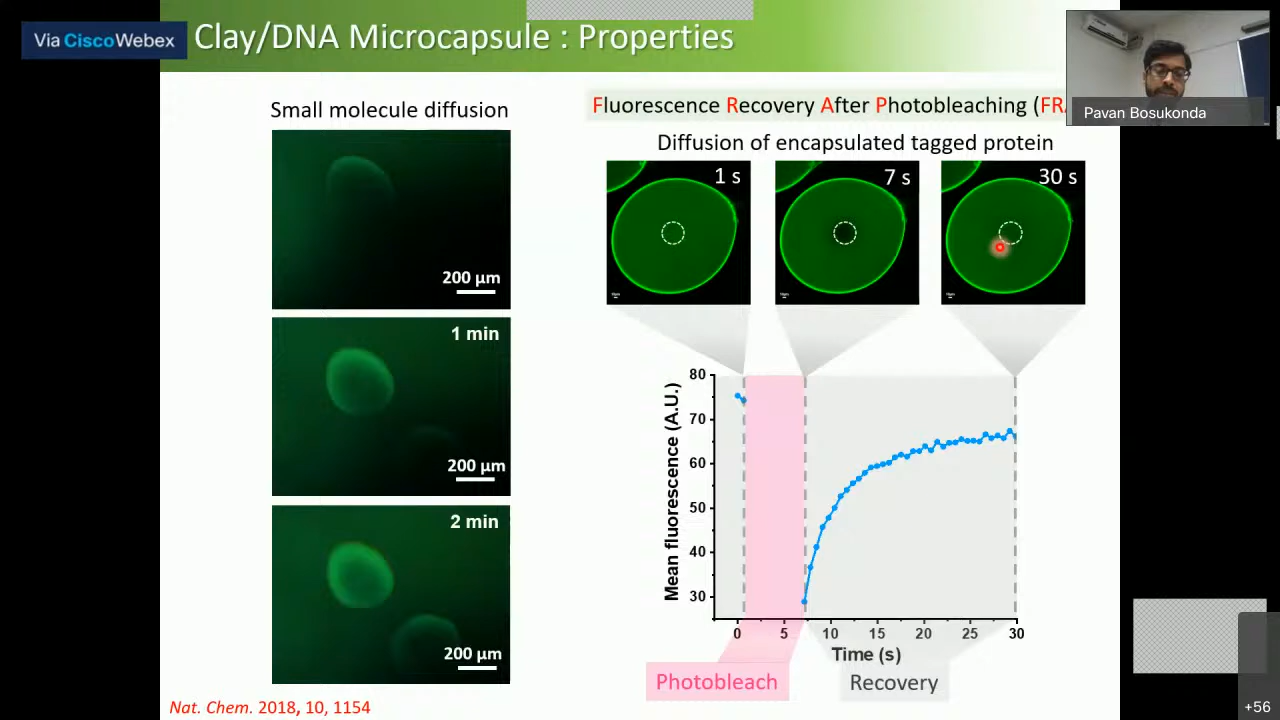 Via Cisco Webex
Clay/DNA Microcapsule : Properties
Pavan Bosukonda
Small molecule diffusion
200 µm
1 min
200 µm
2 min
200 µm
Nat. Chem. 2018, 10, 1154
Fluorescence Recovery After Photobleaching (FRA
Diffusion of encapsulated tagged protein
1 s
7 s
30 s
Mean fluorescence (A.U.)
80
70
60
50
40
30
0 5 10 15 20 25 30
Time (s)
Photobleach
Recovery
+56